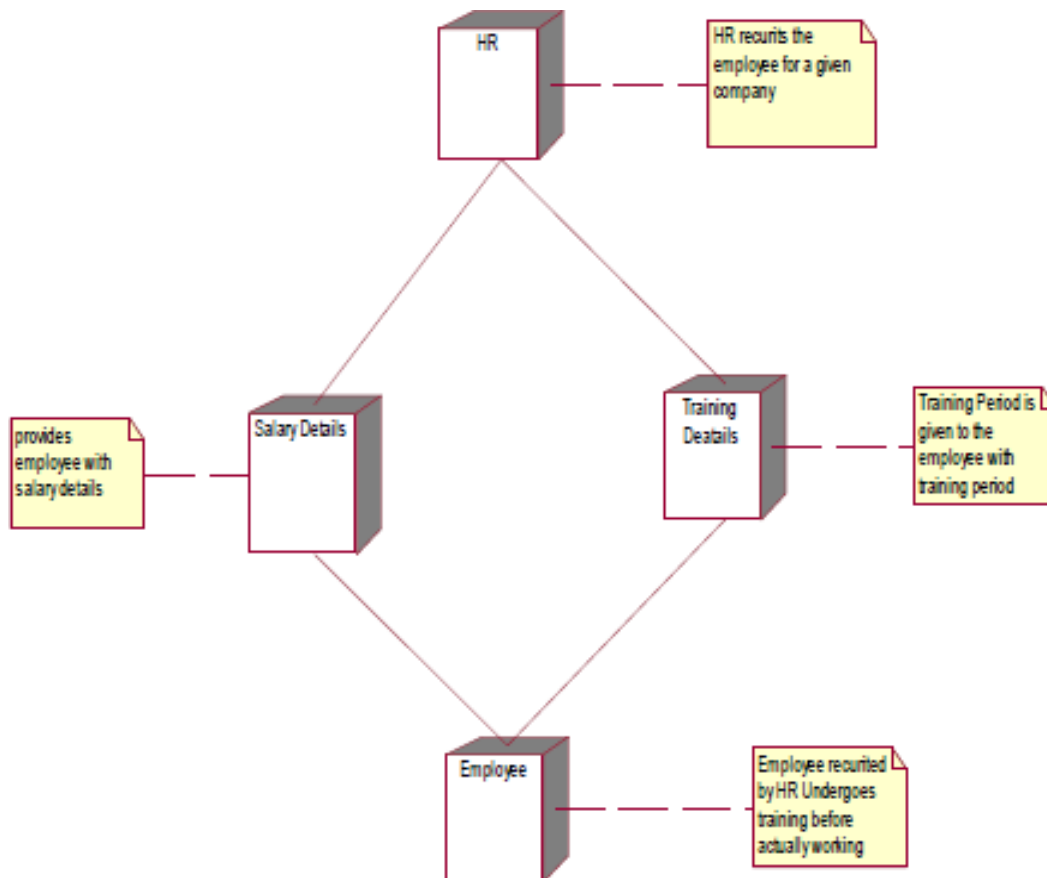 HR
HR recurits the
employee for a given
company
Salary Details
provides
employee with
salary details
Training
Deatails
Training Period is
given to the
employee with
training period
Employee
Employee recurited
by HR Undergoes
training before
actually working